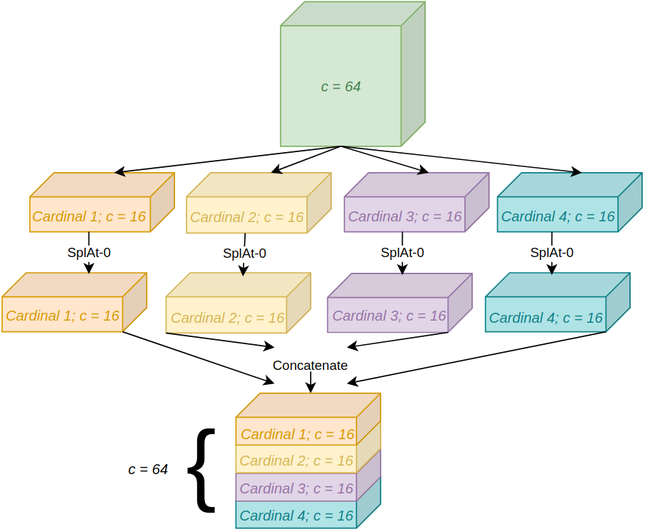 c = 64
Cardinal 1; c = 16
Cardinal 2; c = 16
Cardinal 3; c = 16
Cardinal 4; c = 16
SplAt-0
SplAt-0
SplAt-0
SplAt-0
Cardinal 1; c = 16
Cardinal 2; c = 16
Cardinal 3; c = 16
Cardinal 4; c = 16
Concatenate
Cardinal 1; c = 16
Cardinal 2; c = 16
c = 64
Cardinal 3; c = 16
Cardinal 4; c = 16